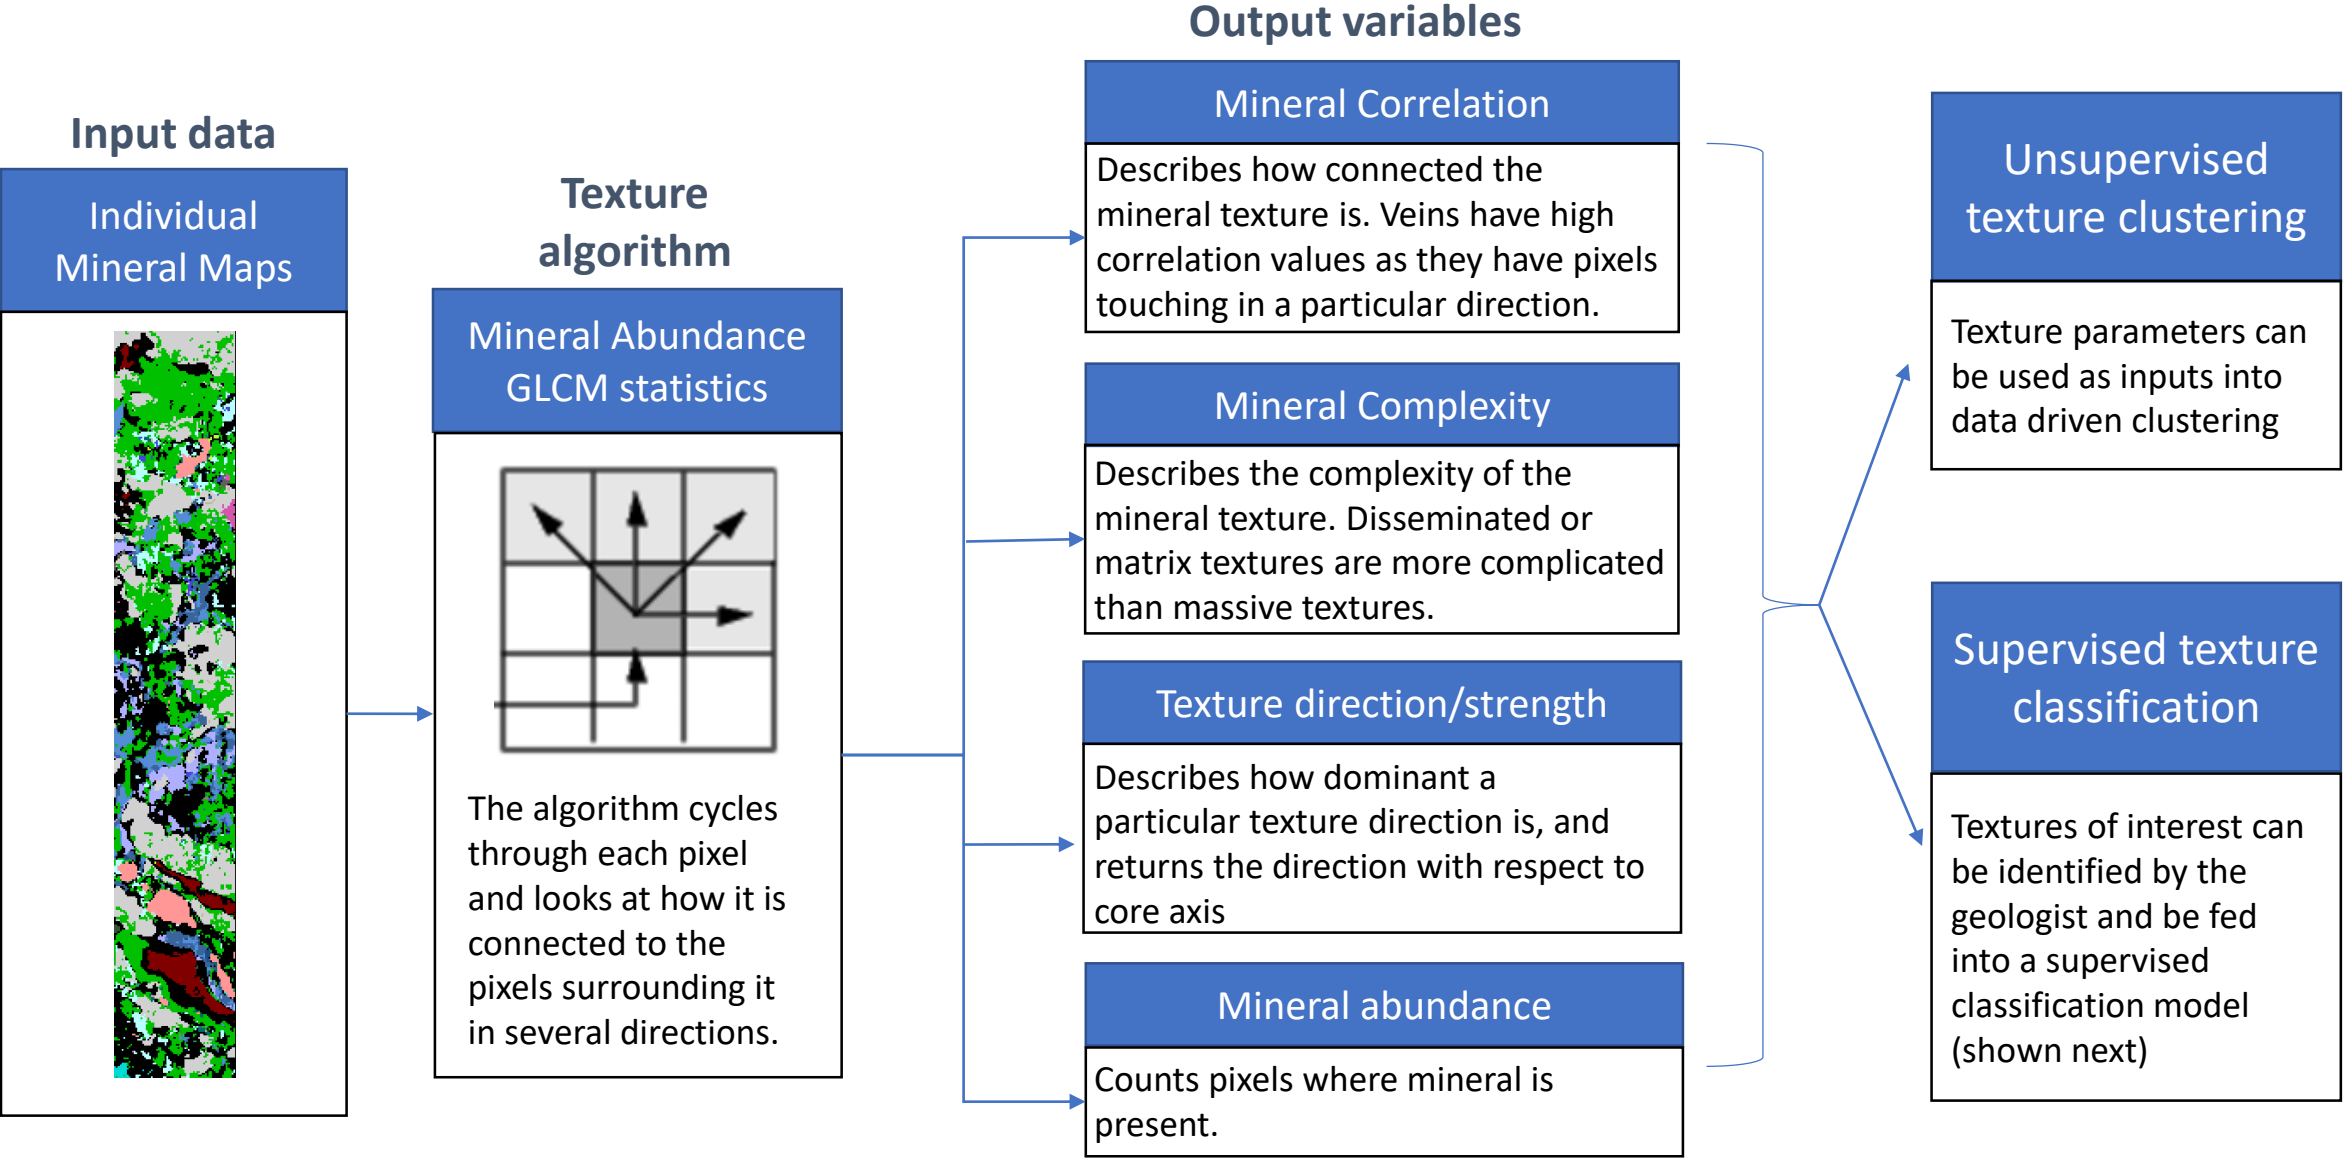 Input data
Individual
Mineral Maps
Texture
algorithm
Mineral Abundance
GLCM statistics
The algorithm cycles
through each pixel
and looks at how it is
connected to the
pixels surrounding it
in several directions.
Output variables
Mineral Correlation
Describes how connected the
mineral texture is. Veins have high
correlation values as they have pixels
touching in a particular direction.
Mineral Complexity
Describes the complexity of the
mineral texture. Disseminated or
matrix textures are more complicated
than massive textures.
Texture direction/strength
Describes how dominant a
particular texture direction is, and
returns the direction with respect to
core axis
Mineral abundance
Counts pixels where mineral is
present.
Unsupervised
texture clustering
Texture parameters can
be used as inputs into
data driven clustering
Supervised texture
classification
Textures of interest can
be identified by the
geologist and be fed
into a supervised
classification model
(shown next)